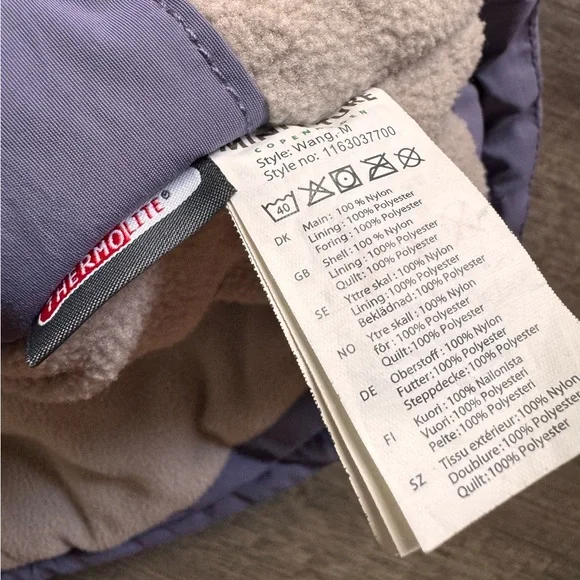 COPEN
Style: Wang, M
Style no: 1163037700
40
DK Main: 100 % Nylon
Lining: 100% Polyester
Foring: 100% Polyester
GB Shell: 100 % Nylon
Lining: 100% Polyester
Quilt: 100% Polyester
SE Yttre skal: 100% Nylon
Lining: 100% Polyester
Beklädnad: 100% Polyester
NO Ytre skall: 100% Nylon
fôr: 100% Polyester
Quilt: 100% Polyester
DE Oberstoff: 100% Nylon
Futter: 100% Polyester
Steppdecke: 100% Polyester
FI Kuori: 100% Nailonista
Vuori: 100% Polyesteri
Peite: 100% Polyesteri
SZ Tissu extérieur: 100% Nylon
Doublure: 100% Polyester
Quilt: 100% Polyester
THERMOLITE®